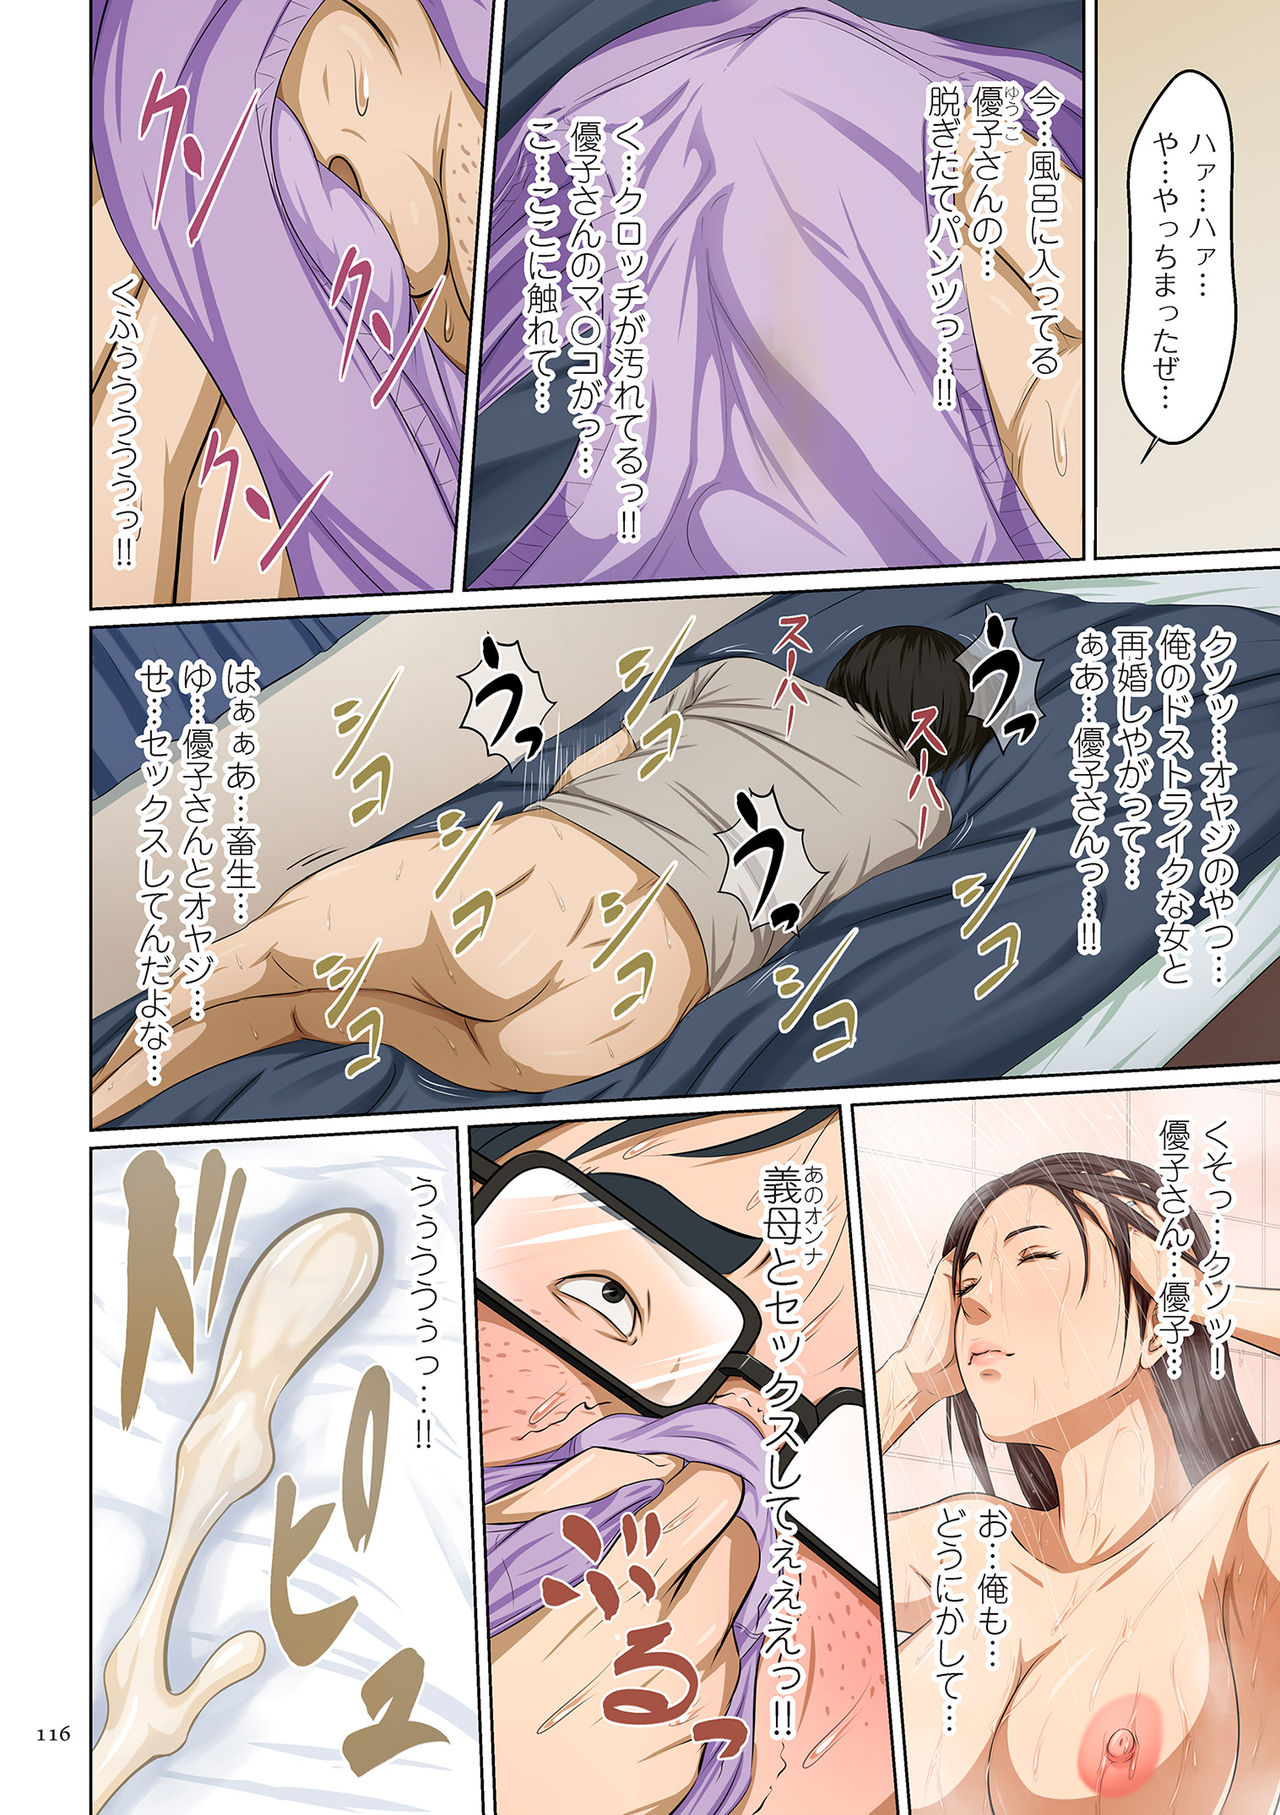 ハァ…ハァ…
や…やっちまったぜ…
今…風呂に入ってる
優子さんの…
ゆうこ
脱ぎたてパンツっ…!!
く…クロッチが汚れてるっ!!
優子さんのマ〇コがっ…
こ…ここに触れて…
クン
クン
くふぅうううっ!!
クソッ…オヤジのやつ…
俺のドストライクな女と
再婚しやがって…
ぁあ…優子さんっ…!!
うっ
スーハー
スーハー
うっ
うっ
シコ
シコ
シコ
シコ
はぁぁあ…畜生…
ゆ…優子さんとオヤジ…
せ…セックスしてんだよな…
くそっ…クソッ!
優子さん…優子…
お…俺も…
どうにかして…
あのオンナ
義母とセックスしてぇぇえっ!!
ぶるっ
うぅうううっ…!!
ドピュ
116